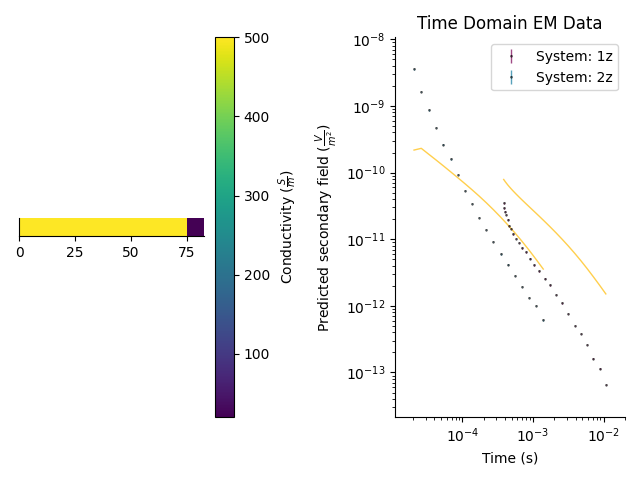 Time Domain EM Data
System: 1z
System: 2z
Predicted secondary field (V/m²)
10⁻⁸
10⁻⁹
10⁻¹⁰
10⁻¹¹
10⁻¹²
10⁻¹³
10⁻⁴ 10⁻³ 10⁻²
Time (s)
500
400
300
200
100
Conductivity (S/m)
0 25 50 75